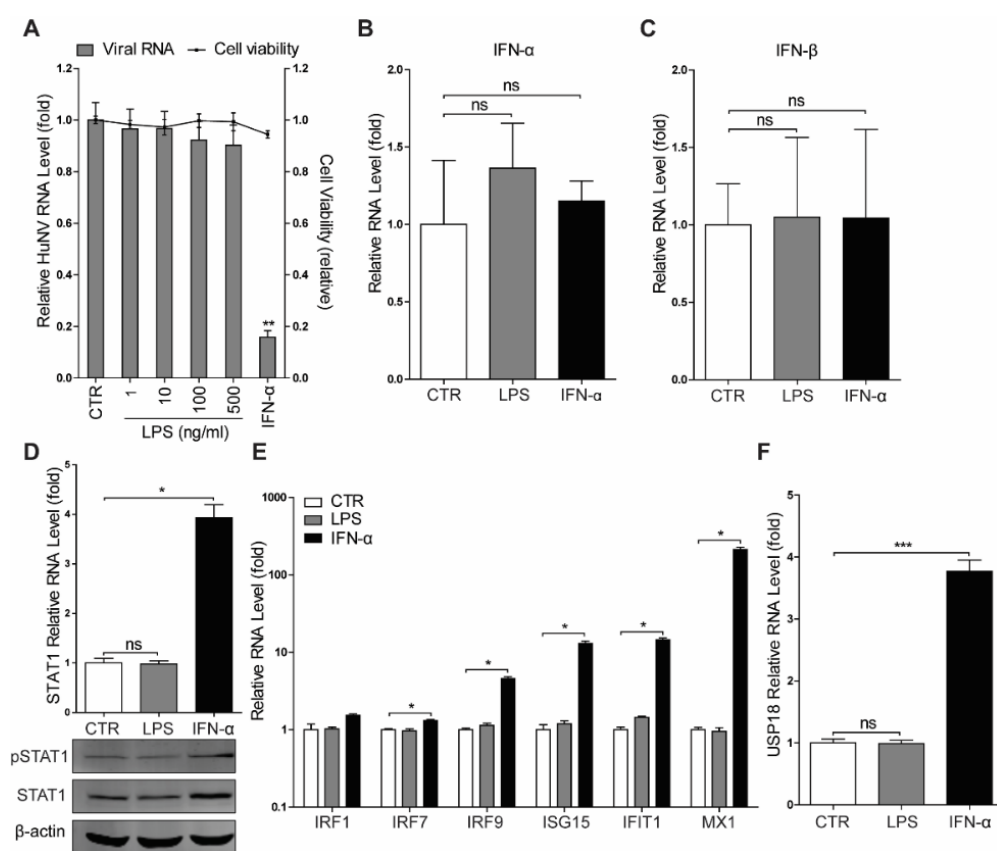 A
Viral RNA
Cell viability
Relative HuNV RNA Level (fold)
1.2
1.0
0.8
0.6
0.4
0.2
0.0
1.2
1.0
0.8
0.6
0.4
0.2
0.0
Cell Viability (relative)
**
CTR
1
10
100
500
IFN-α
LPS (ng/ml)
B
IFN-α
Relative RNA Level (fold)
2.0
1.5
1.0
0.5
0.0
ns
ns
CTR LPS IFN-α
C
IFN-β
Relative RNA Level (fold)
2.0
1.5
1.0
0.5
0.0
ns
ns
CTR LPS IFN-α
D
STAT1 Relative RNA Level (fold)
5
4
3
2
1
0
*
ns
CTR LPS IFN-α
pSTAT1
STAT1
β-actin
E
Relative RNA Level (fold)
1000
100
10
1
0.1
CTR
LPS
IFN-α
*
*
*
*
*
IRF1 IRF7 IRF9 ISG15 IFIT1 MX1
F
USP18 Relative RNA Level (fold)
5
4
3
2
1
0
***
ns
CTR LPS IFN-α